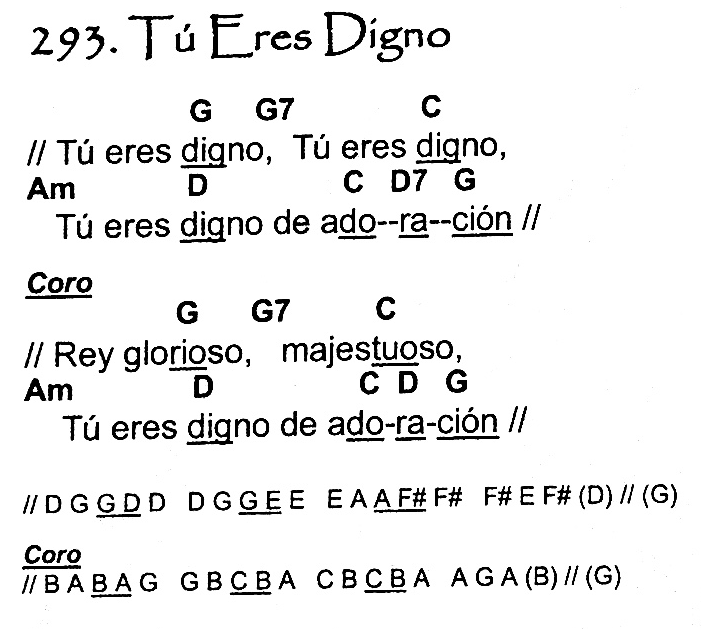 293. Tú Eres Digno
G G7 C
// Tú eres digno, Tú eres digno,
Am D C D7 G
Tú eres digno de ado--ra--ción //
Coro
G G7 C
// Rey glorioso, majestuoso,
Am D C D G
Tú eres digno de ado-ra-ción //
// D G G D D D G G E E E A A F# F# F# E F# (D) // (G)
Coro
// B A B A G G B C B A C B C B A A G A (B) // (G)